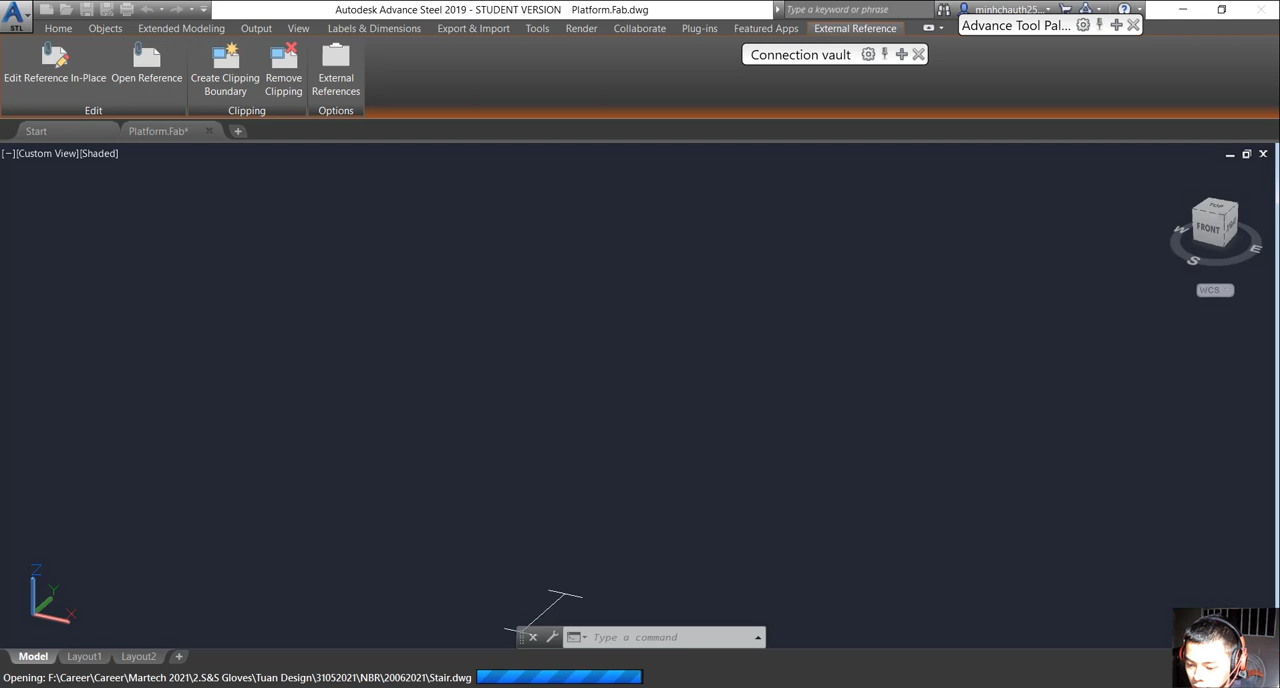 STL
Autodesk Advance Steel 2019 - STUDENT VERSION Platform.Fab.dwg
Type a keyword or phrase
minhchauth25...
Home Objects Extended Modeling Output View Labels & Dimensions Export & Import Tools Render Collaborate Plug-ins Featured Apps External Reference
Advance Tool Pal...
Connection vault
Edit Reference In-Place
Open Reference
Create Clipping
Boundary
Remove
Clipping
External
References
Edit
Clipping
Options
Start
Platform.Fab*
[−][Custom View][Shaded]
TOP
FRONT
W
S
E
WCS
Z
Y
X
Type a command
Model Layout1 Layout2
Opening: F:\Career\Career\Martech 2021\2.S&S Gloves\Tuan Design\31052021\NBR\20062021\Stair.dwg